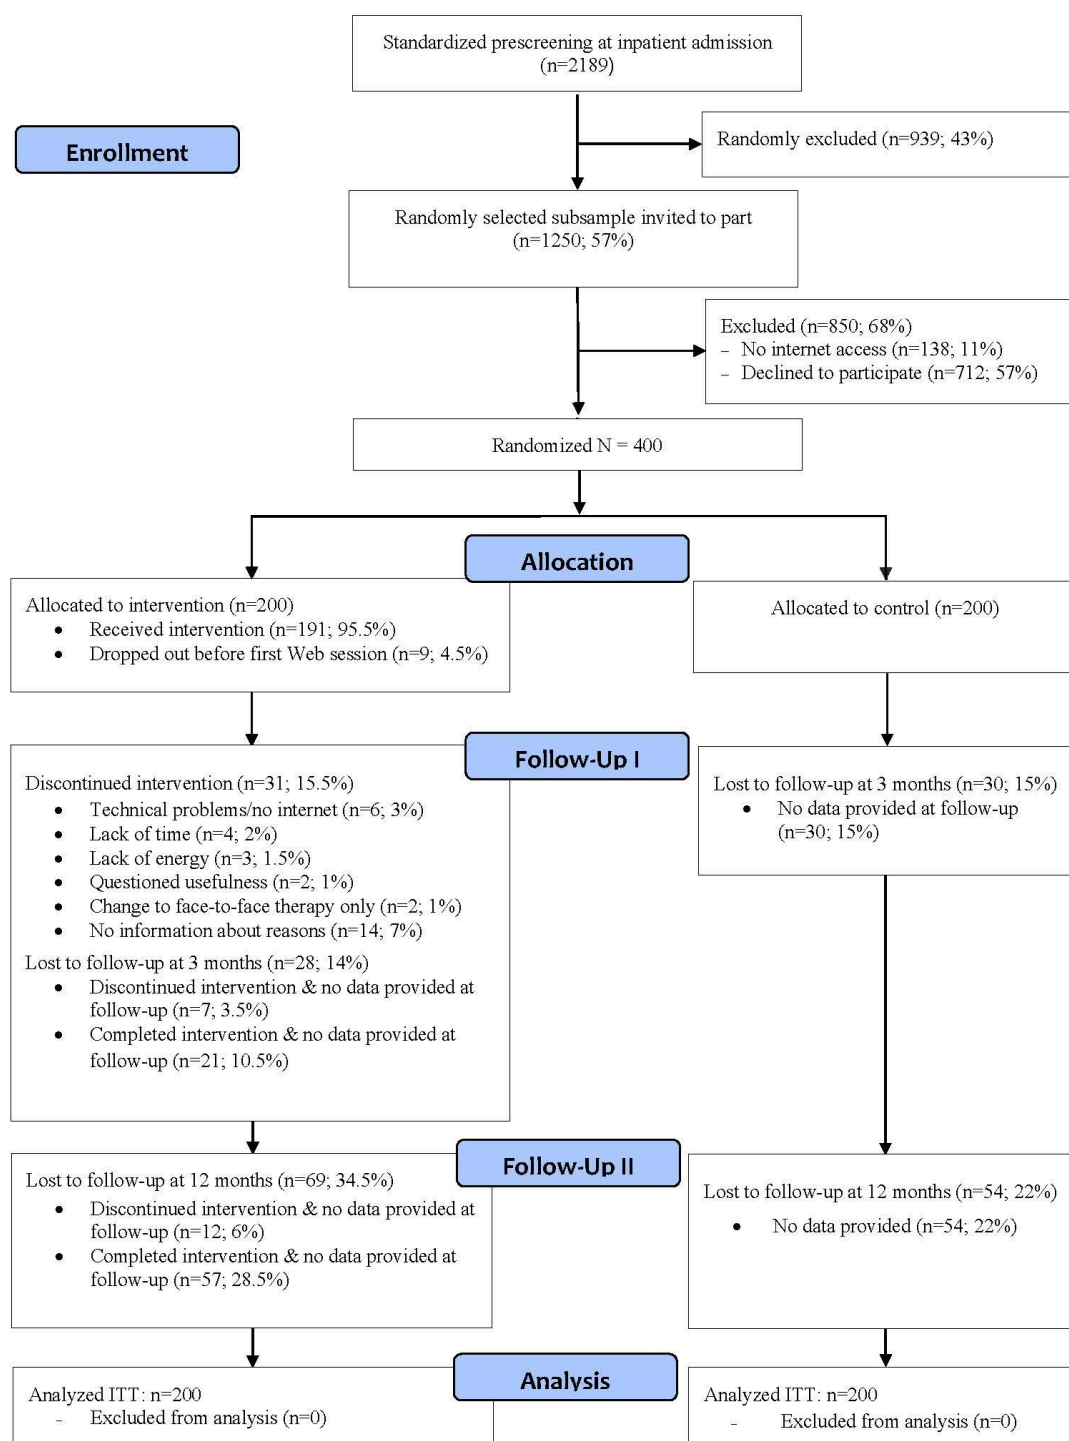 Standardized prescreening at inpatient admission
(n=2189)
Enrollment
Randomly excluded (n=939; 43%)
Randomly selected subsample invited to part
(n=1250; 57%)
Excluded (n=850; 68%)
– No internet access (n=138; 11%)
– Declined to participate (n=712; 57%)
Randomized N = 400
Allocation
Allocated to intervention (n=200)
• Received intervention (n=191; 95.5%)
• Dropped out before first Web session (n=9; 4.5%)
Allocated to control (n=200)
Follow-Up I
Discontinued intervention (n=31; 15.5%)
• Technical problems/no internet (n=6; 3%)
• Lack of time (n=4; 2%)
• Lack of energy (n=3; 1.5%)
• Questioned usefulness (n=2; 1%)
• Change to face-to-face therapy only (n=2; 1%)
• No information about reasons (n=14; 7%)
Lost to follow-up at 3 months (n=28; 14%)
• Discontinued intervention & no data provided at
follow-up (n=7; 3.5%)
• Completed intervention & no data provided at
follow-up (n=21; 10.5%)
Lost to follow-up at 3 months (n=30; 15%)
• No data provided at follow-up
(n=30; 15%)
Follow-Up II
Lost to follow-up at 12 months (n=69; 34.5%)
• Discontinued intervention & no data provided at
follow-up (n=12; 6%)
• Completed intervention & no data provided at
follow-up (n=57; 28.5%)
Lost to follow-up at 12 months (n=54; 22%)
• No data provided (n=54; 22%)
Analysis
Analyzed ITT: n=200
– Excluded from analysis (n=0)
Analyzed ITT: n=200
– Excluded from analysis (n=0)